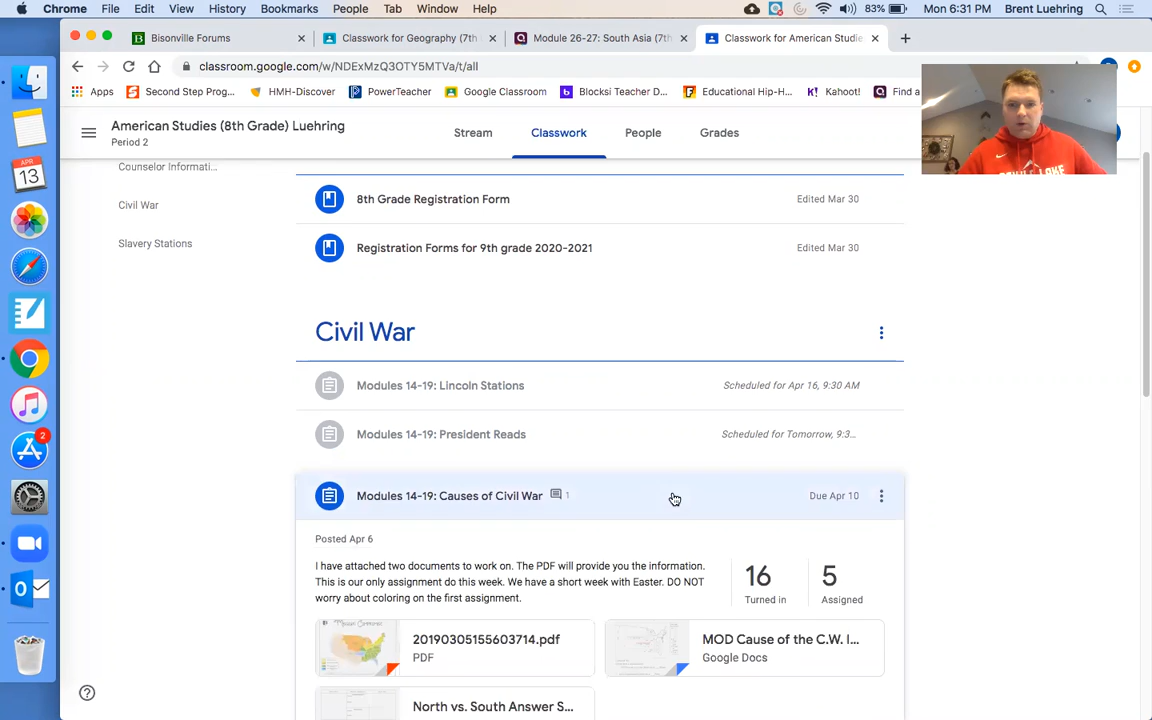 Chrome File Edit View History Bookmarks People Tab Window Help 83% Mon 6:31 PM Brent Luehring
Bisonville Forums Classwork for Geography (7th Module 26-27: South Asia (7th Classwork for American Studie
classroom.google.com/w/NDExMzQ3OTY5MTVa/t/all
Apps Second Step Prog... HMH-Discover PowerTeacher Google Classroom Blocksi Teacher D... Educational Hip-H... Kahoot! Find a
American Studies (8th Grade) Luehring
Period 2
Stream Classwork People Grades
Counselor Informati...
Civil War
Slavery Stations
8th Grade Registration Form Edited Mar 30
Registration Forms for 9th grade 2020-2021 Edited Mar 30
Civil War
Modules 14-19: Lincoln Stations Scheduled for Apr 16, 9:30 AM
Modules 14-19: President Reads Scheduled for Tomorrow, 9:3...
Modules 14-19: Causes of Civil War 1 Due Apr 10
Posted Apr 6
I have attached two documents to work on. The PDF will provide you the information.
This is our only assignment do this week. We have a short week with Easter. DO NOT
worry about coloring on the first assignment.
16 Turned in
5 Assigned
20190305155603714.pdf
PDF
MOD Cause of the C.W. I...
Google Docs
North vs. South Answer S...
APR
13
2